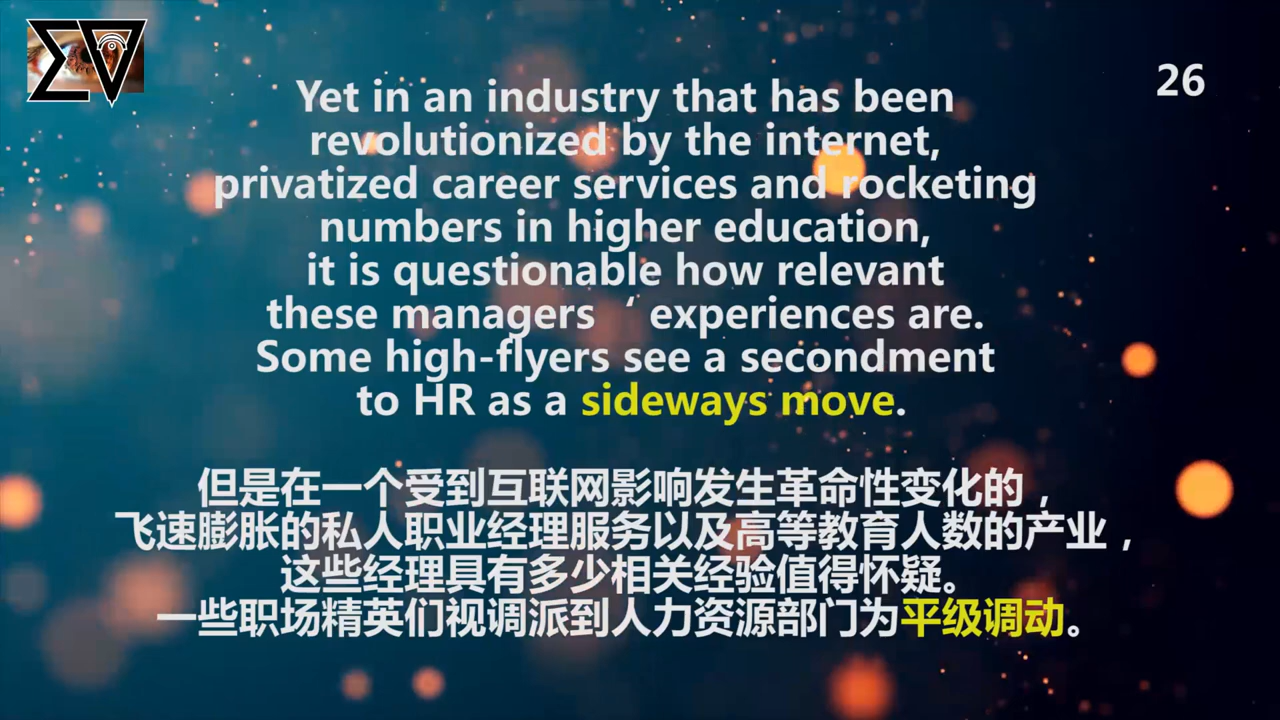 26
Yet in an industry that has been
revolutionized by the internet,
privatized career services and rocketing
numbers in higher education,
it is questionable how relevant
these managers ‘ experiences are.
Some high-flyers see a secondment
to HR as a sideways move.
但是在一个受到互联网影响发生革命性变化的，
飞速膨胀的私人职业经理服务以及高等教育人数的产业，
这些经理具有多少相关经验值得怀疑。
一些职场精英们视调派到人力资源部门为平级调动。